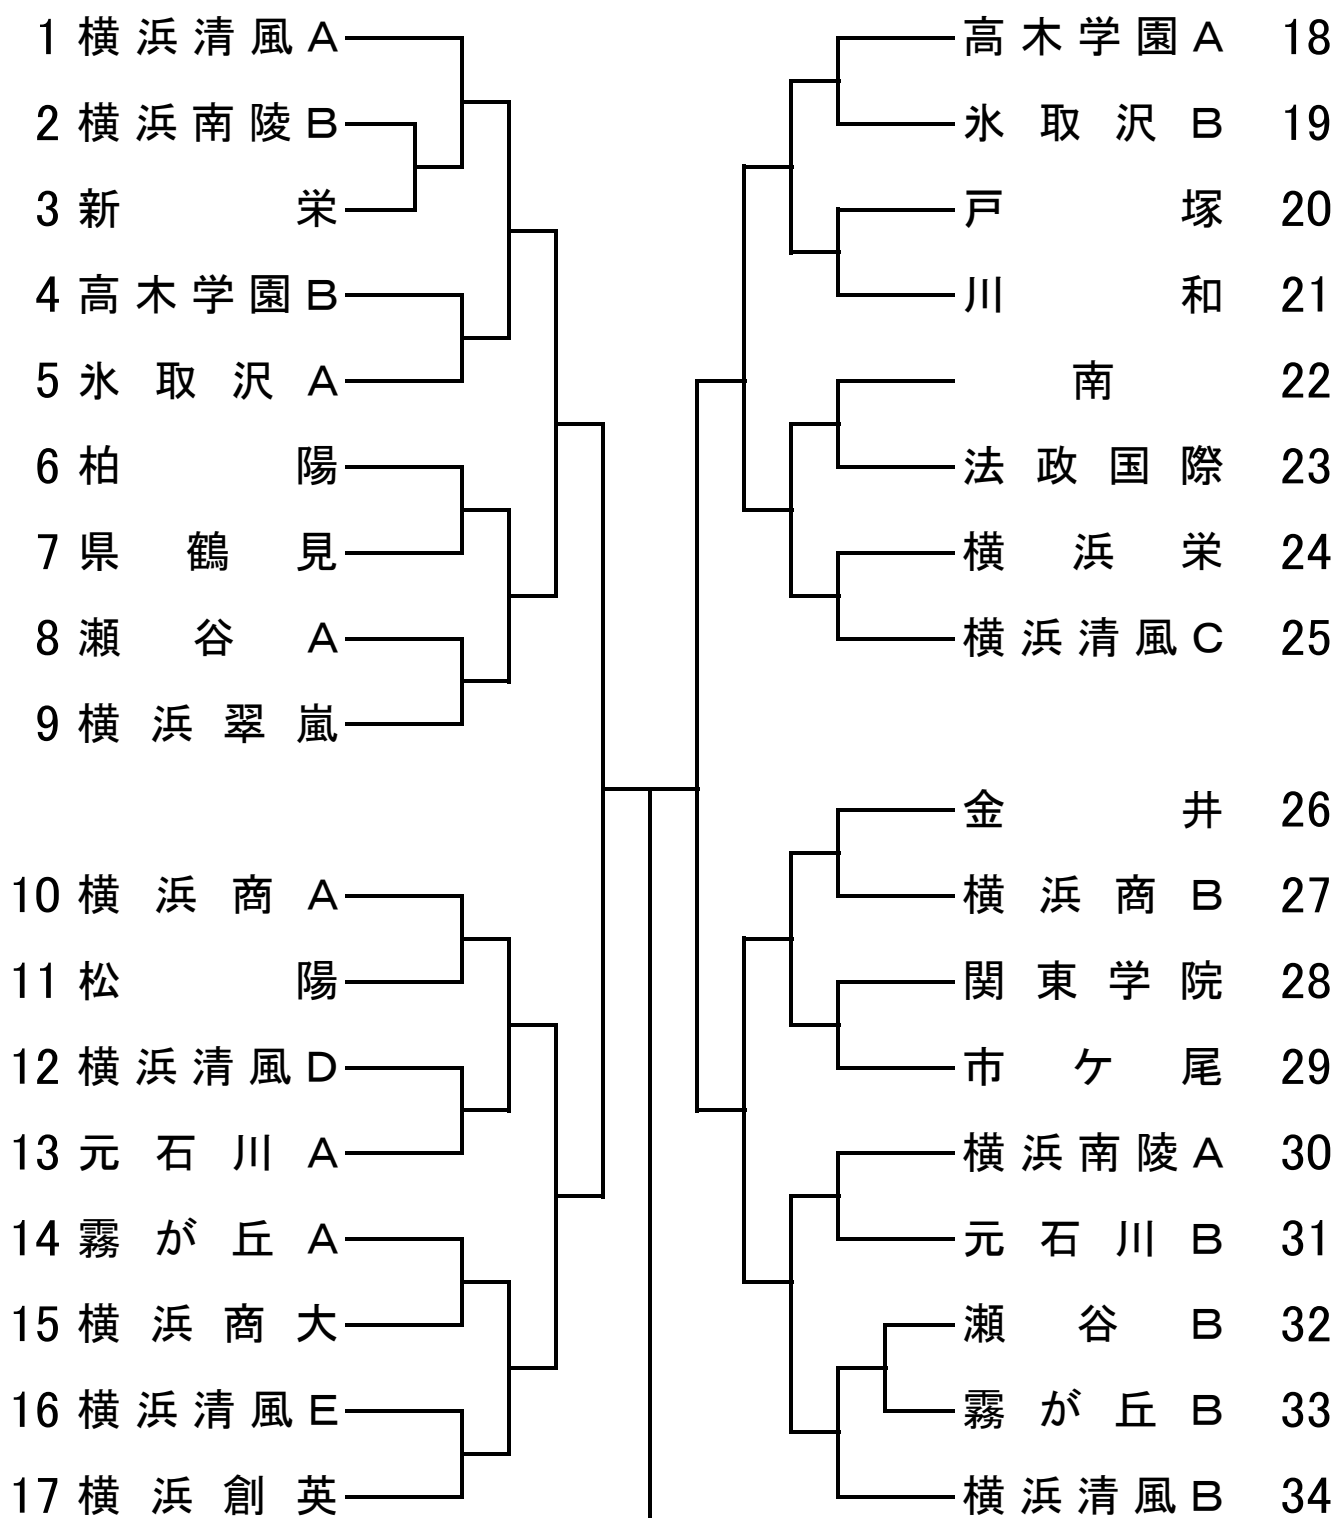 1 横浜清風A
2 横浜南陵B
3 新栄
4 高木学園B
5 氷取沢A
6 柏陽
7 県鶴見
8 瀬谷A
9 横浜翠嵐
10 横浜商A
11 松陽
12 横浜清風D
13 元石川A
14 霧が丘A
15 横浜商大
16 横浜清風E
17 横浜創英
高木学園A 18
氷取沢B 19
戸塚 20
川和 21
南 22
法政国際 23
横浜栄 24
横浜清風C 25
金井 26
横浜商B 27
関東学院 28
市ケ尾 29
横浜南陵A 30
元石川B 31
瀬谷B 32
霧が丘B 33
横浜清風B 34